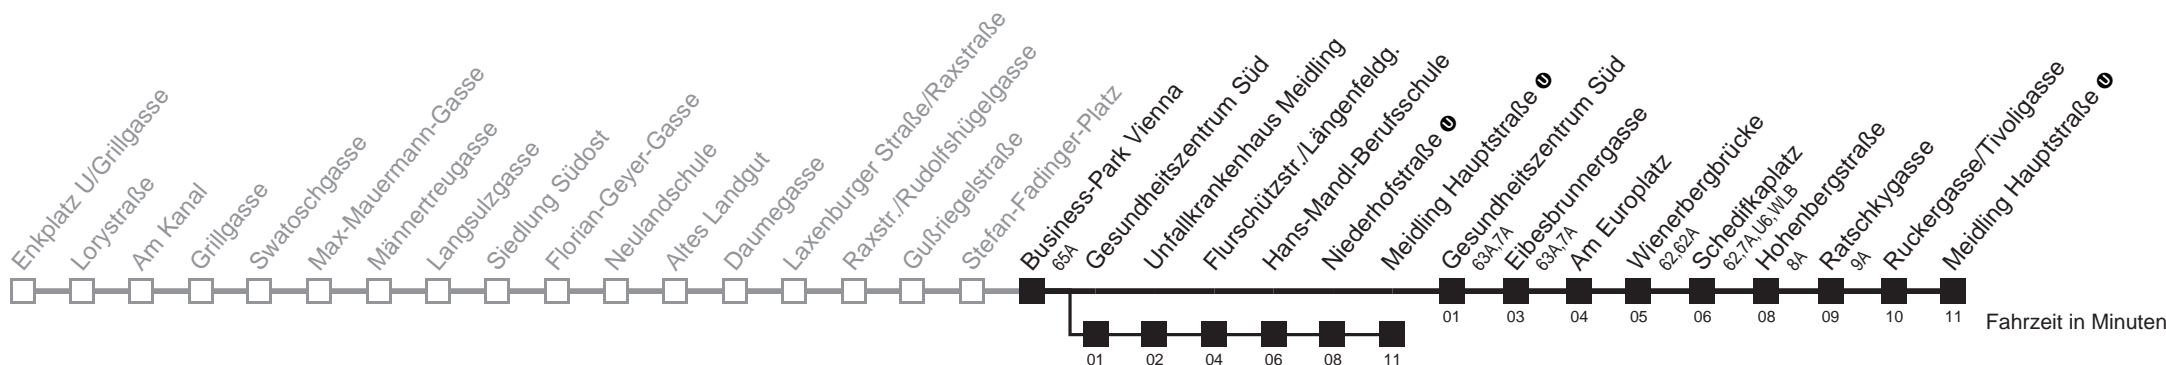 Enkplatz U/Grillgasse
Lorystraße
Am Kanal
Grillgasse
Swatoschgasse
Max-Mauermann-Gasse
Männertreugasse
Langsulzgasse
Siedlung Südost
Florian-Geyer-Gasse
Neulandschule
Altes Landgut
Daumegasse
Laxenburger Straße/Raxstraße
Raxstr./Rudolfshügelgasse
Gußriegelstraße
Stefan-Fadinger-Platz
Business-Park Vienna
65A
Gesundheitszentrum Süd
Unfallkrankenhaus Meidling
Flurschützstr./Längenfeldg.
Hans-Mandl-Berufsschule
Niederhofstraße U
Meidling Hauptstraße U
Gesundheitszentrum Süd
63A,7A
Eibesbrunnergasse
63A,7A
Am Europlatz
Wienerbergbrücke
62,62A
Schedifkaplatz
62,7A,U6,WLB
Hohenbergstraße
8A
Ratschkygasse
9A
Ruckergasse/Tivoligasse
Meidling Hauptstraße U
01 03 04 05 06 08 09 10 11
Fahrzeit in Minuten
01 02 04 06 08 11